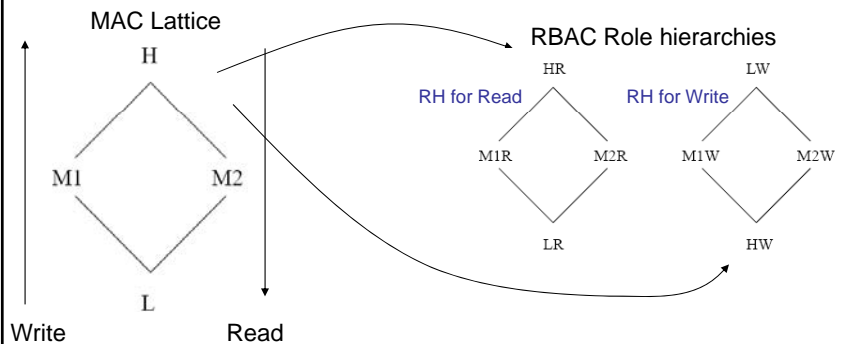 MAC Lattice
H
M1 M2
L
Write Read
RBAC Role hierarchies
RH for Read RH for Write
HR LW
M1R M2R M1W M2W
LR HW